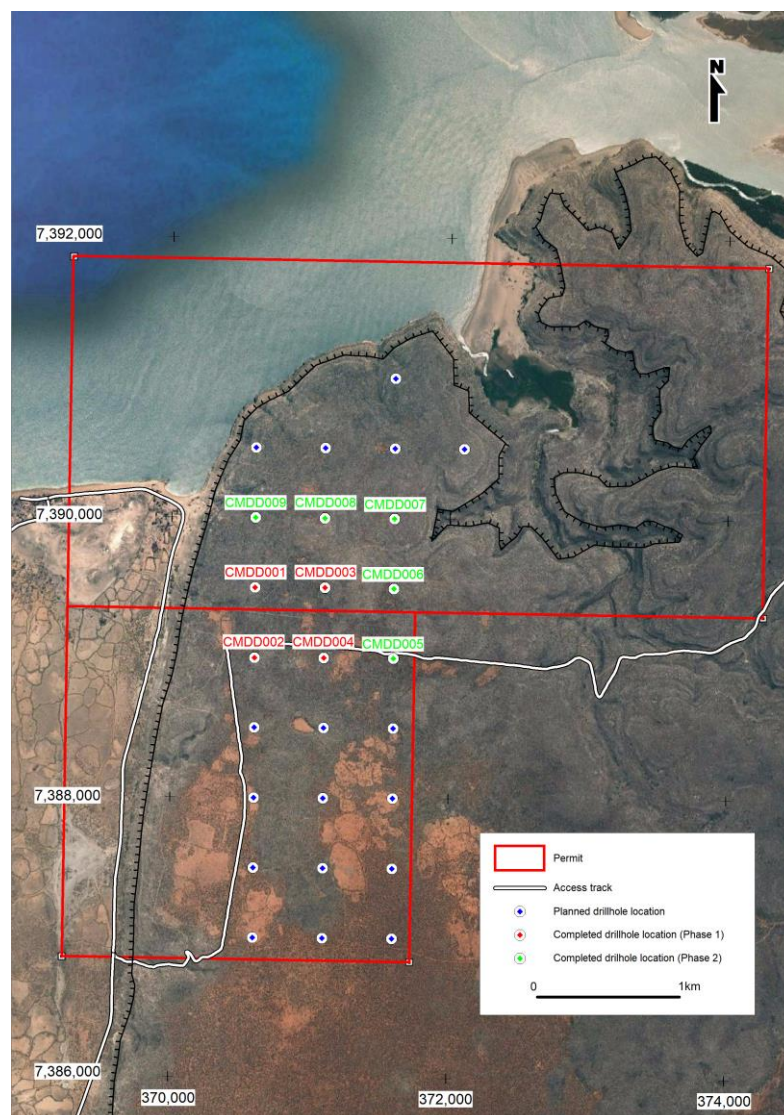 N
7,392,000
CMDD009 CMDD008 CMDD007
7,390,000
CMDD001 CMDD003 CMDD006
CMDD002 CMDD004 CMDD005
7,388,000
Permit
Access track
Planned drillhole location
Completed drillhole location (Phase 1)
Completed drilhole location (Phase 2)
0 1km
7,386,000
370,000 372,000 374,000